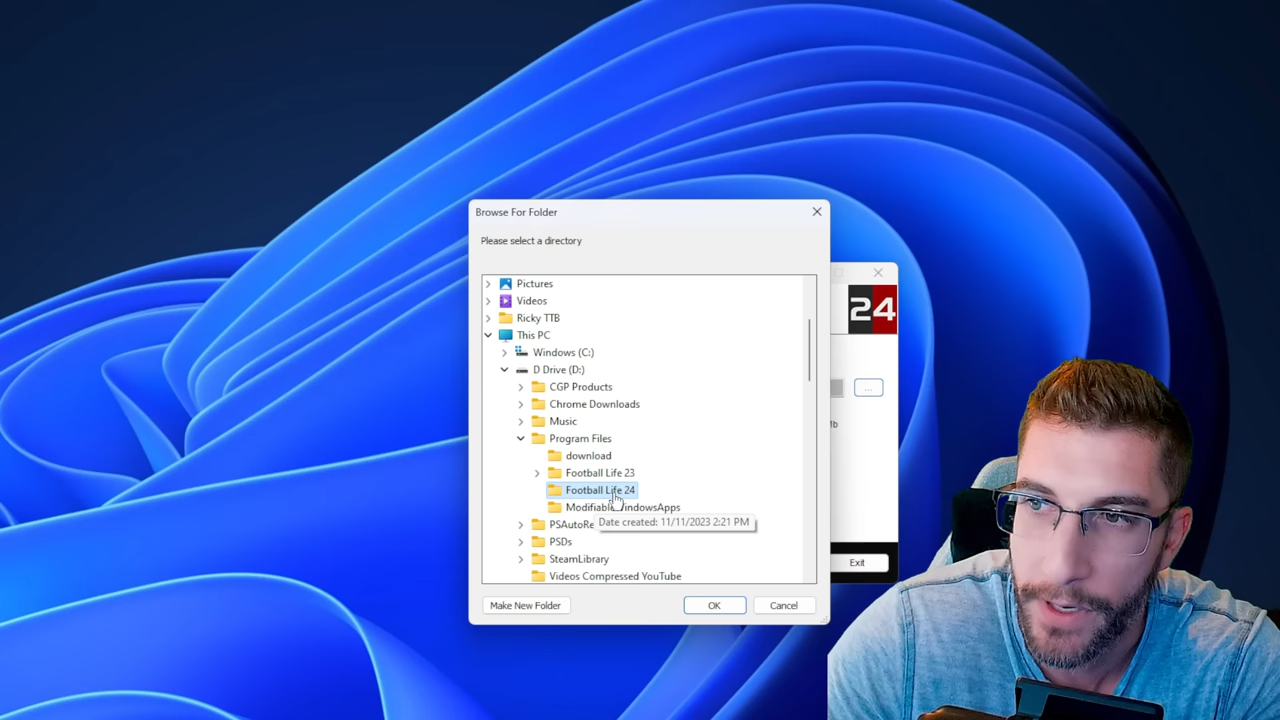 Browse For Folder
Please select a directory
Pictures
Videos
Ricky TTB
This PC
Windows (C:)
D Drive (D:)
CGP Products
Chrome Downloads
Music
Program Files
download
Football Life 23
Football Life 24
Date created: 11/11/2023 2:21 PM
PSDs
SteamLibrary
Videos Compressed YouTube
Make New Folder
OK
Cancel
24
...
Exit